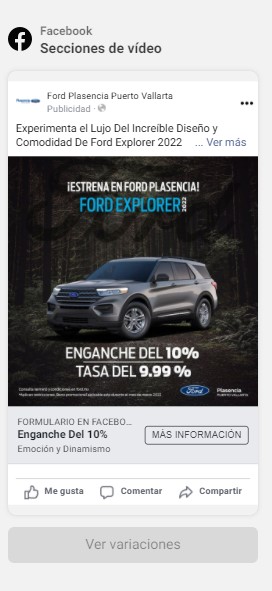 Facebook
Secciones de vídeo
Ford Plasencia Puerto Vallarta
Publicidad ·
Experimenta el Lujo Del Increíble Diseño y
Comodidad De Ford Explorer 2022 ... Ver más
¡ESTRENA EN FORD PLASENCIA!
FORD EXPLORER 2022
ENGANCHE DEL 10%
TASA DEL 9.99 %
Ford Plasencia
PUERTO VALLARTA
FORMULARIO EN FACEBO...
Enganche Del 10%
Emoción y Dinamismo
MÁS INFORMACIÓN
Me gusta Comentar Compartir
Ver variaciones